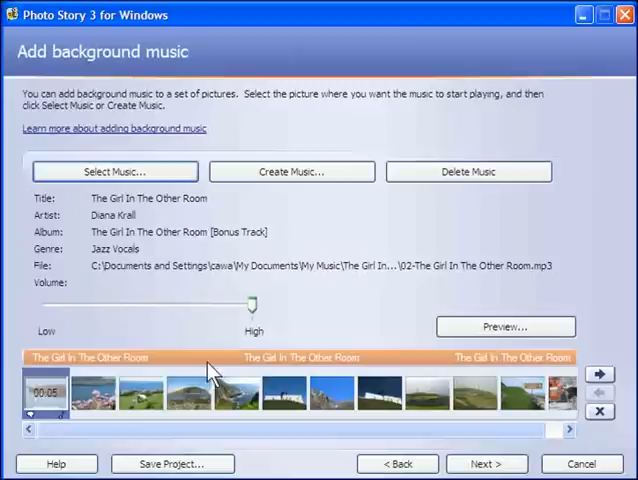 Photo Story 3 for Windows
Add background music
You can add background music to a set of pictures. Select the picture where you want the music to start playing, and then
click Select Music or Create Music.
Learn more about adding background music
Select Music... Create Music... Delete Music
Title: The Girl In The Other Room
Artist: Diana Krall
Album: The Girl In The Other Room [Bonus Track]
Genre: Jazz Vocals
File: C:\Documents and Settings\cawa\My Documents\My Music\The Girl In...\02-The Girl In The Other Room.mp3
Volume:
Low High
Preview...
The Girl In The Other Room The Girl In The Other Room The Girl In The Other Room
00:05
Help Save Project... < Back Next > Cancel